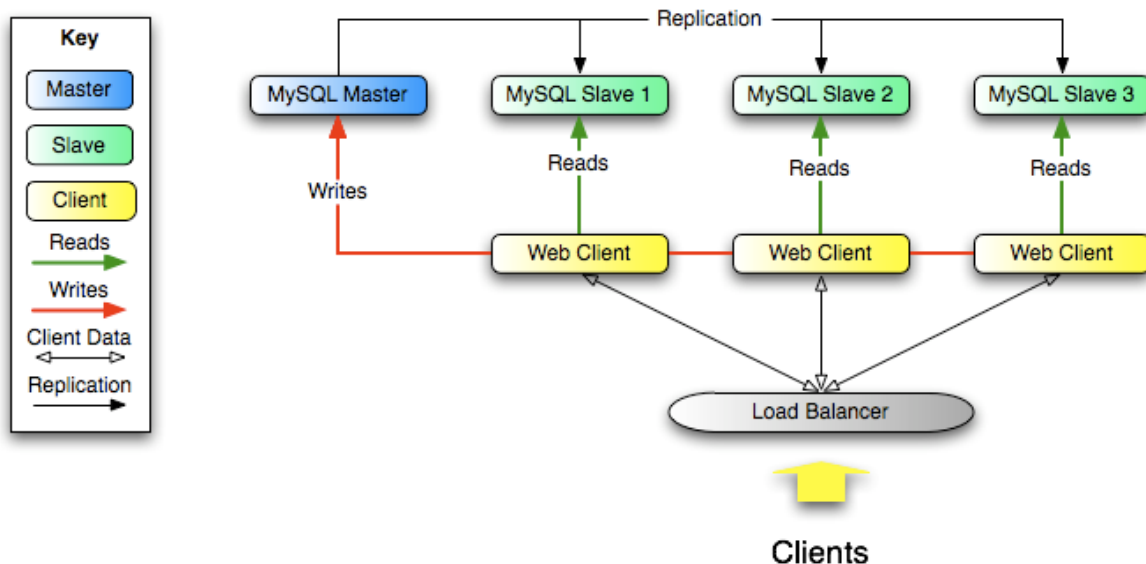 Key
Master
Slave
Client
Reads
Writes
Client Data
Replication
Replication
MySQL Master
MySQL Slave 1
MySQL Slave 2
MySQL Slave 3
Writes
Reads
Reads
Reads
Web Client
Web Client
Web Client
Load Balancer
Clients